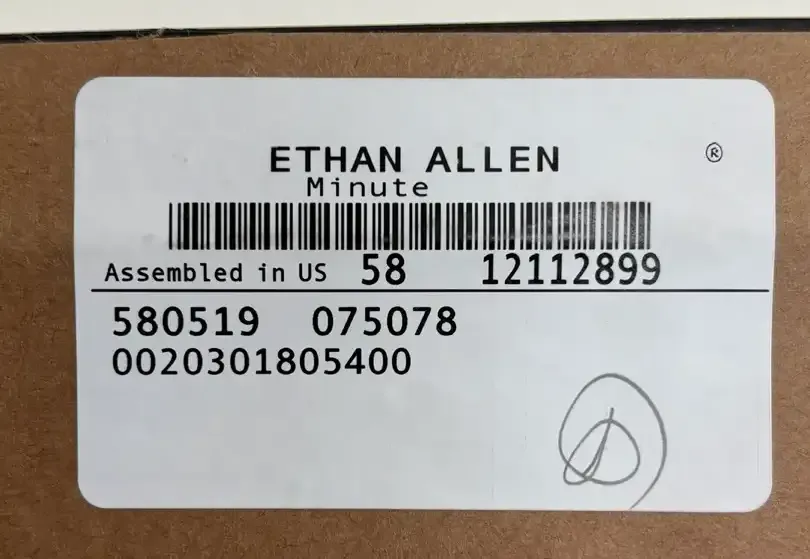 ETHAN ALLEN ®
Minute
Assembled in US 58 12112899
580519 075078
0020301805400